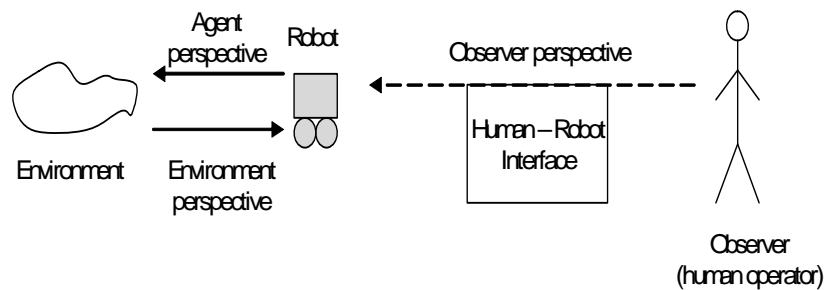 Agent
perspective
Robot
Observer perspective
Human – Robot
Interface
Environment
Environment
perspective
Observer
(human operator)